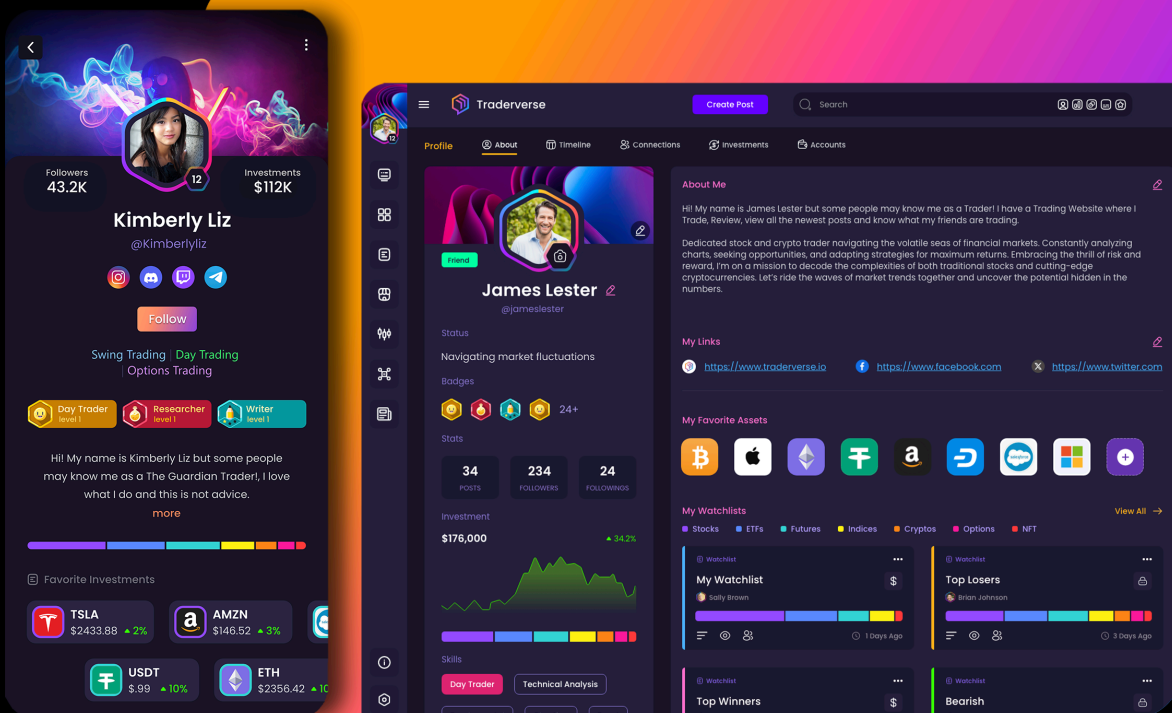 Followers
43.2K
Investments
$112K
12
Kimberly Liz
@Kimberlyliz
Follow
Swing Trading | Day Trading
| Options Trading
Day Trader
level 1
Researcher
level 1
Writer
level 1
Hi! My name is Kimberly Liz but some people
may know me as a The Guardian Trader!, I love
what I do and this is not advice.
more
Favorite Investments
TSLA
$2433.88 2%
AMZN
$146.52 3%
USDT
$.99 10%
ETH
$2356.42 10
12
Traderverse
Create Post
Search
Profile
About
Timeline
Connections
Investments
Accounts
Friend
James Lester
@jameslester
Status
Navigating market fluctuations
Badges
24+
Stats
34
POSTS
234
FOLLOWERS
24
FOLLOWINGS
Investment
$176,000
34.2%
Skills
Day Trader
Technical Analysis
About Me
Hi! My name is James Lester but some people may know me as a Trader! I have a Trading Website where I
Trade, Review, view all the newest posts and know what my friends are trading.
Dedicated stock and crypto trader navigating the volatile seas of financial markets. Constantly analyzing
charts, seeking opportunities, and adapting strategies for maximum returns. Embracing the thrill of risk and
reward, I'm on a mission to decode the complexities of both traditional stocks and cutting-edge
cryptocurrencies. Let's ride the waves of market trends together and uncover the potential hidden in the
numbers.
My Links
https://www.traderverse.io
https://www.facebook.com
https://www.twitter.com
My Favorite Assets
My Watchlists
View All
Stocks
ETFs
Futures
Indices
Cryptos
Options
NFT
Watchlist
My Watchlist
$
Sally Brown
1 Days Ago
Watchlist
Top Losers
Brian Johnson
3 Days Ago
Watchlist
Top Winners
$
Watchlist
Bearish